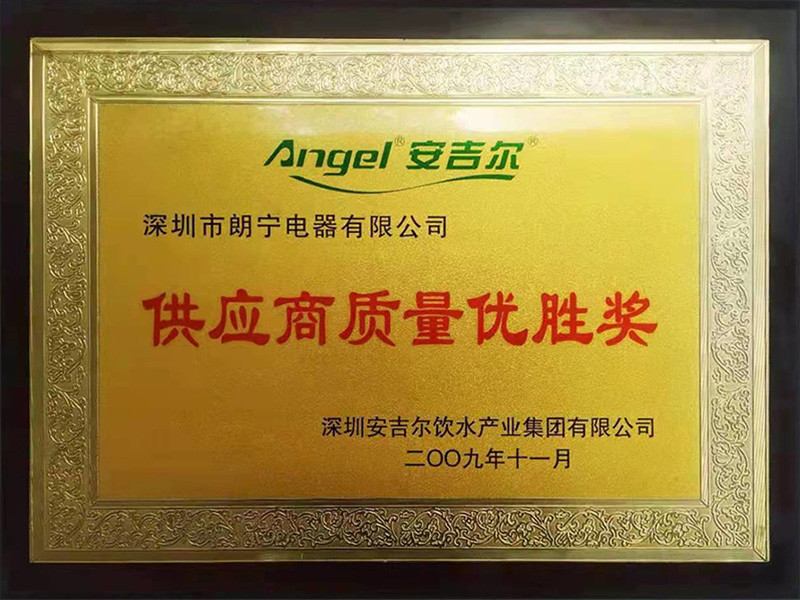 Angel® 安吉尔®
深圳市朗宁电器有限公司
供应商质量优胜奖
深圳安吉尔饮水产业集团有限公司
二〇〇九年十一月